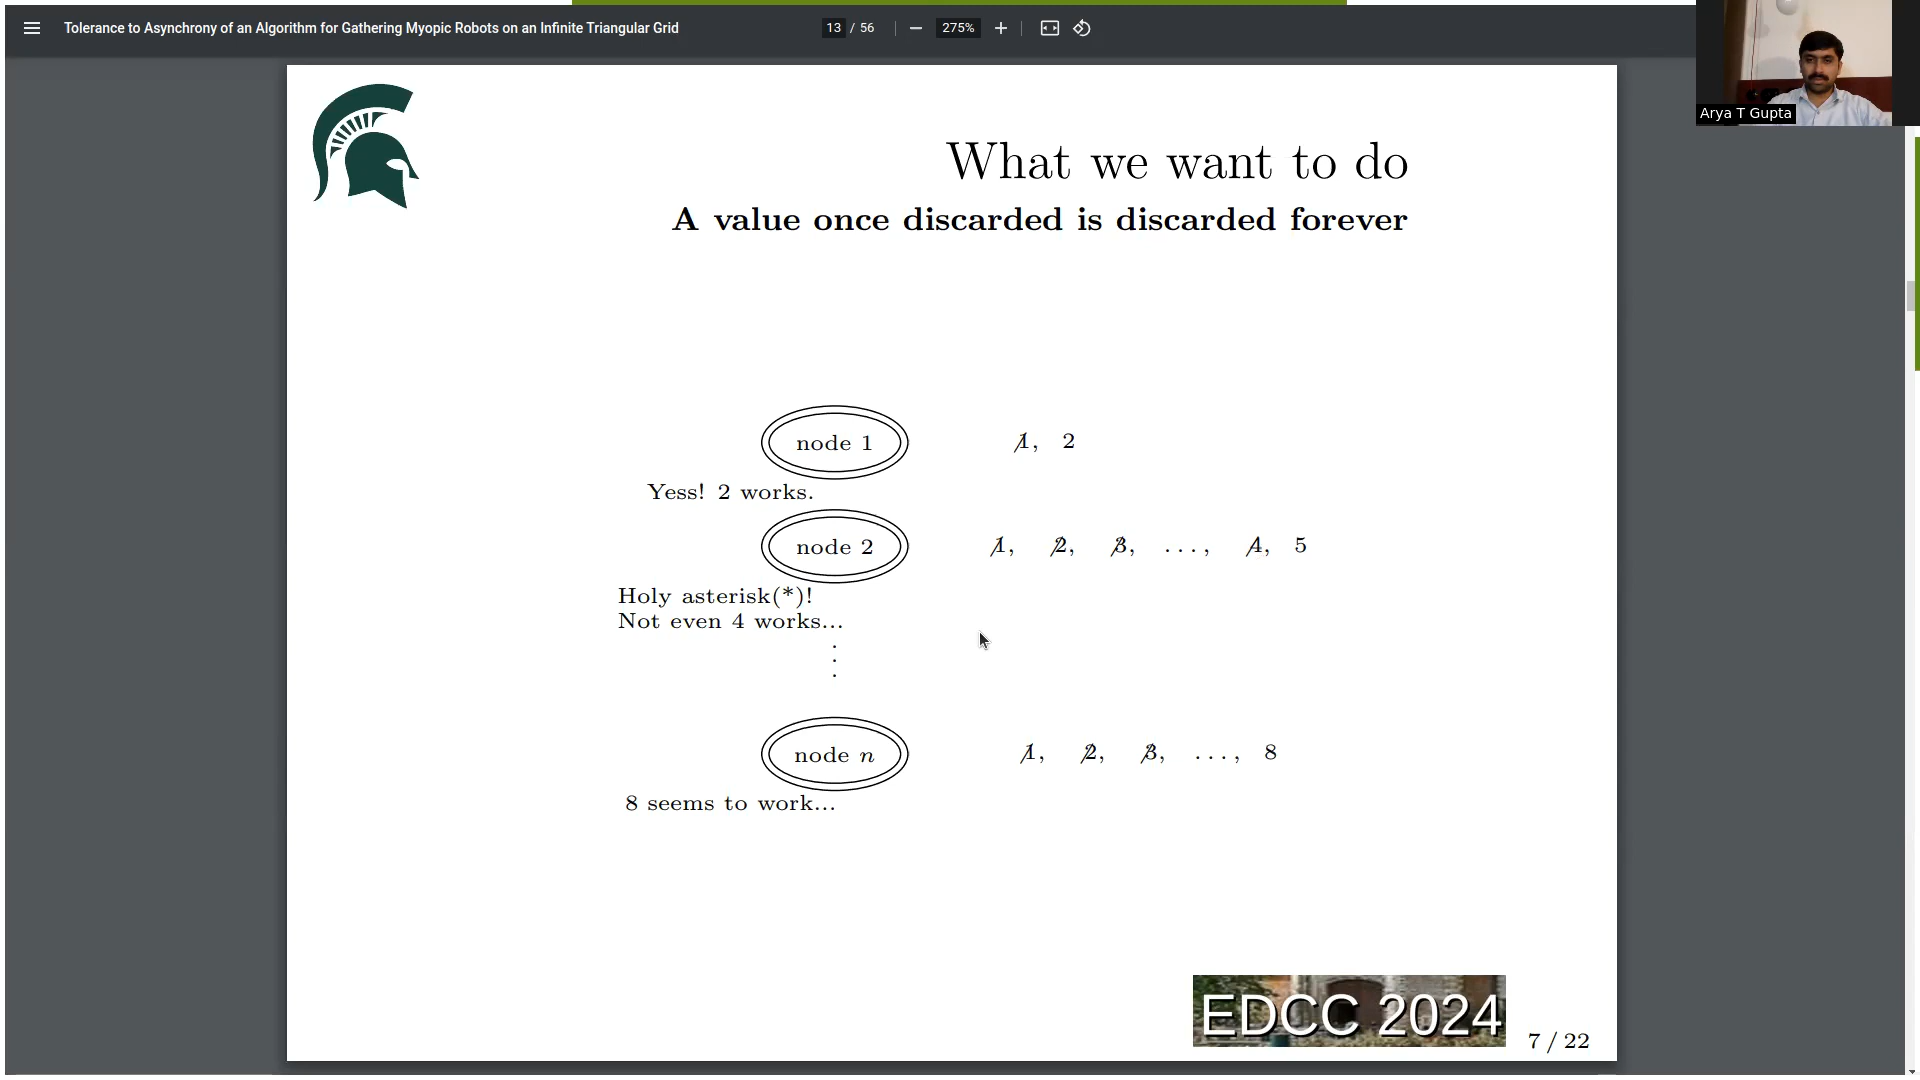 Tolerance to Asynchrony of an Algorithm for Gathering Myopic Robots on an Infinite Triangular Grid
13 / 56
275%
Arya T Gupta
What we want to do
A value once discarded is discarded forever
node 1
1, 2
Yess! 2 works.
node 2
1, 2, 3, ..., 4, 5
Holy asterisk(*)!
Not even 4 works...
node n
1, 2, 3, ..., 8
8 seems to work...
EDCC 2024
7 / 22